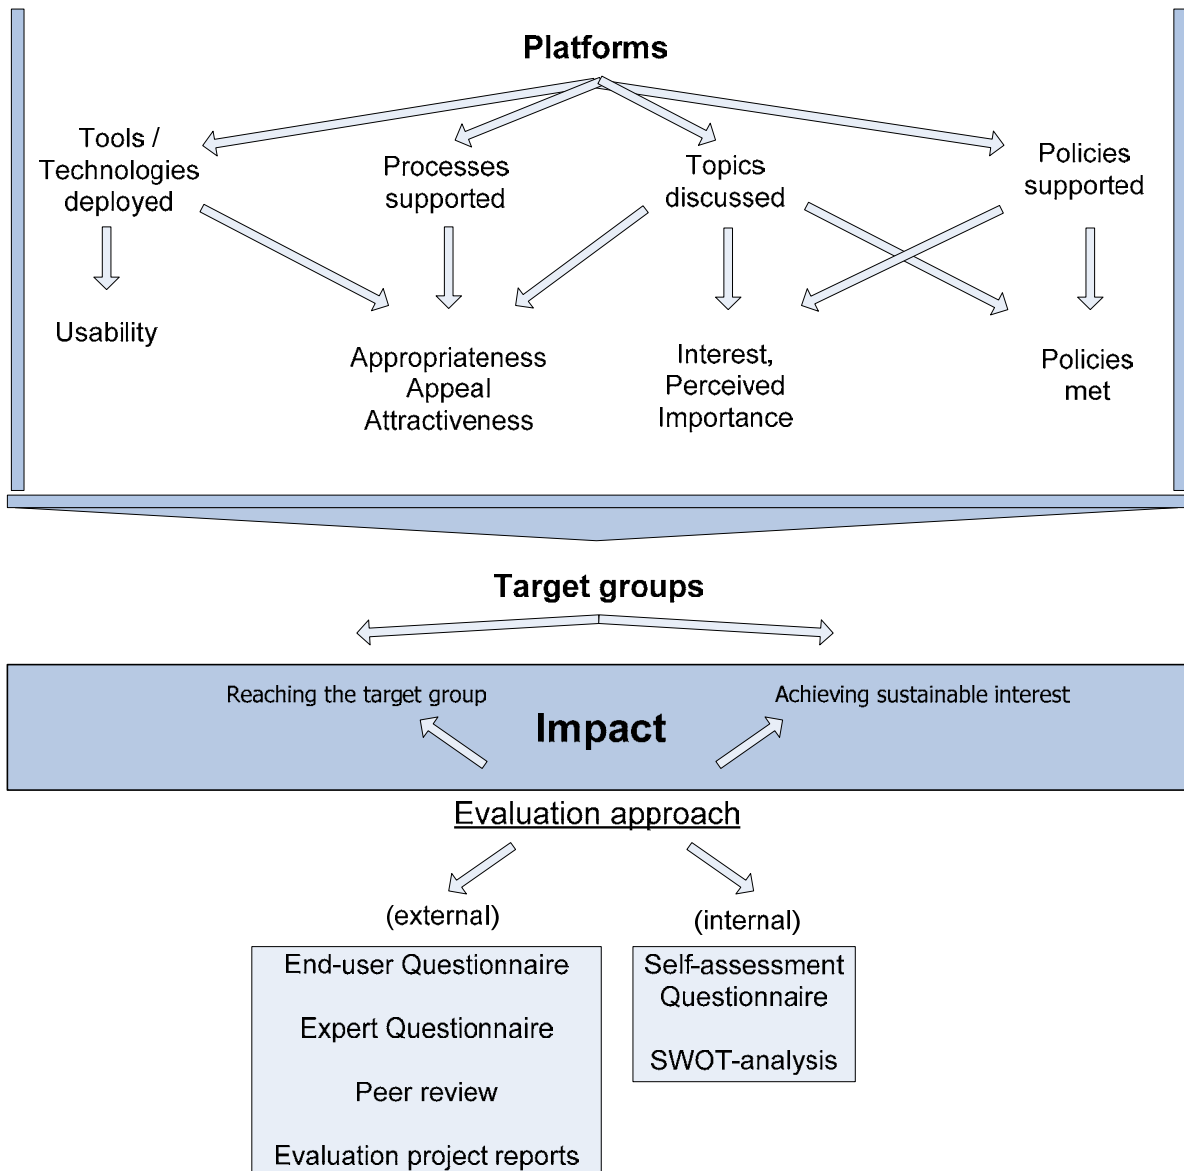 Platforms
Tools /
Technologies
deployed
Processes
supported
Topics
discussed
Policies
supported
Usability
Appropriateness
Appeal
Attractiveness
Interest,
Perceived
Importance
Policies
met
Target groups
Reaching the target group
Achieving sustainable interest
Impact
Evaluation approach
(external)
(internal)
End-user Questionnaire
Expert Questionnaire
Peer review
Evaluation project reports
Self-assessment
Questionnaire
SWOT-analysis